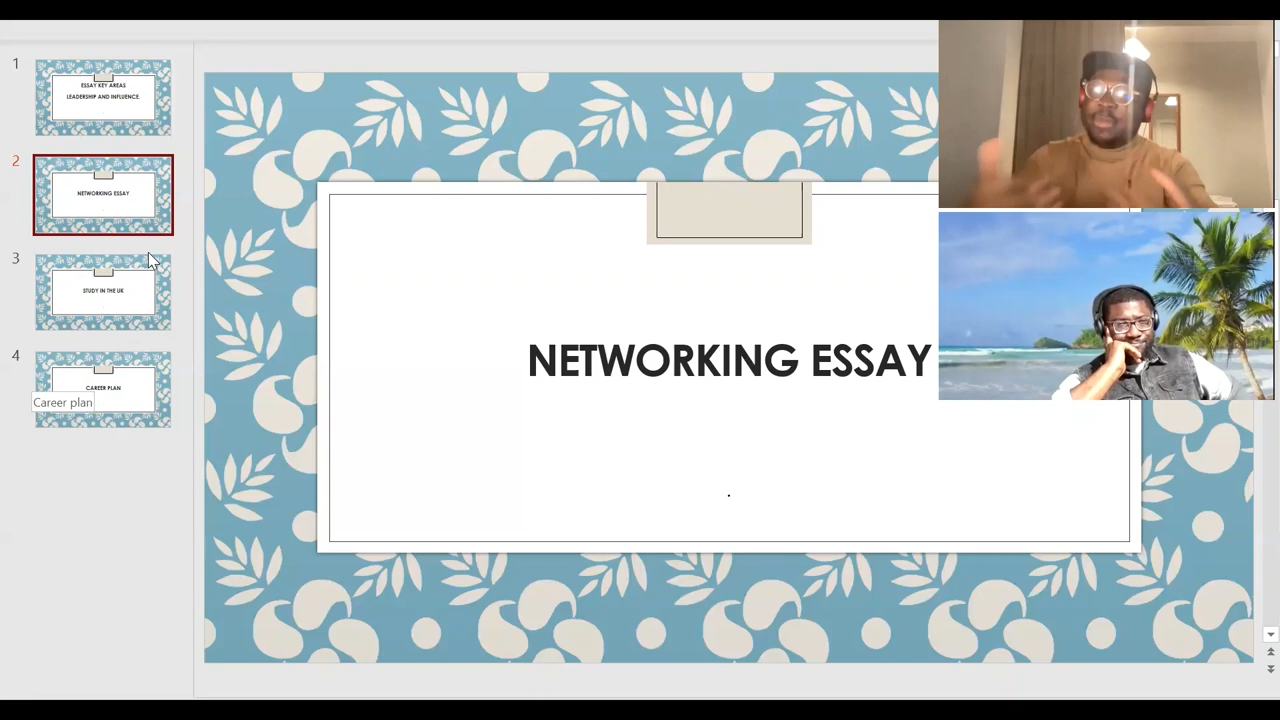 1
ESSAY KEY AREAS
LEADERSHIP AND INFLUENCE.
2
NETWORKING ESSAY
3
STUDY IN THE UK
4
CAREER PLAN
Career plan
NETWORKING ESSAY
.